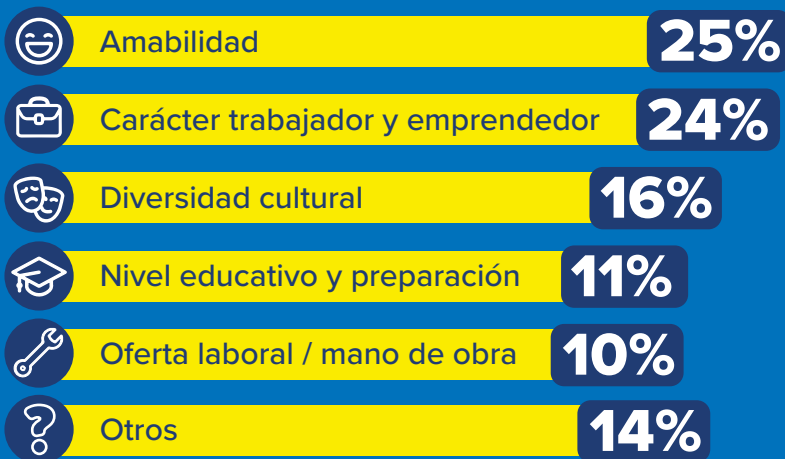 Amabilidad 25%
Carácter trabajador y emprendedor 24%
Diversidad cultural 16%
Nivel educativo y preparación 11%
Oferta laboral / mano de obra 10%
Otros 14%